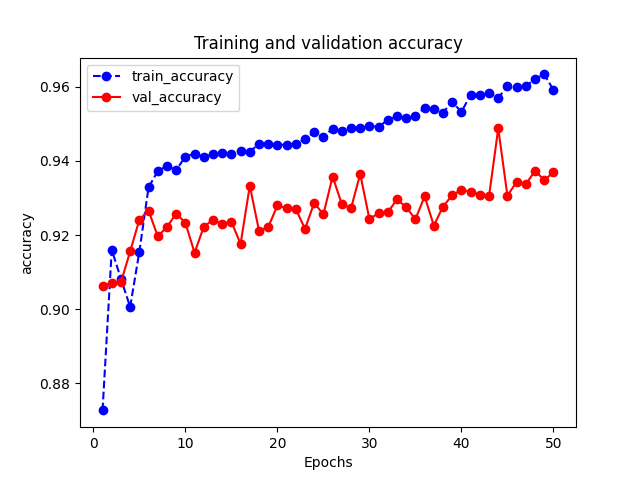 Training and validation accuracy
train_accuracy
val_accuracy
accuracy
0.96
0.94
0.92
0.90
0.88
0 10 20 30 40 50
Epochs